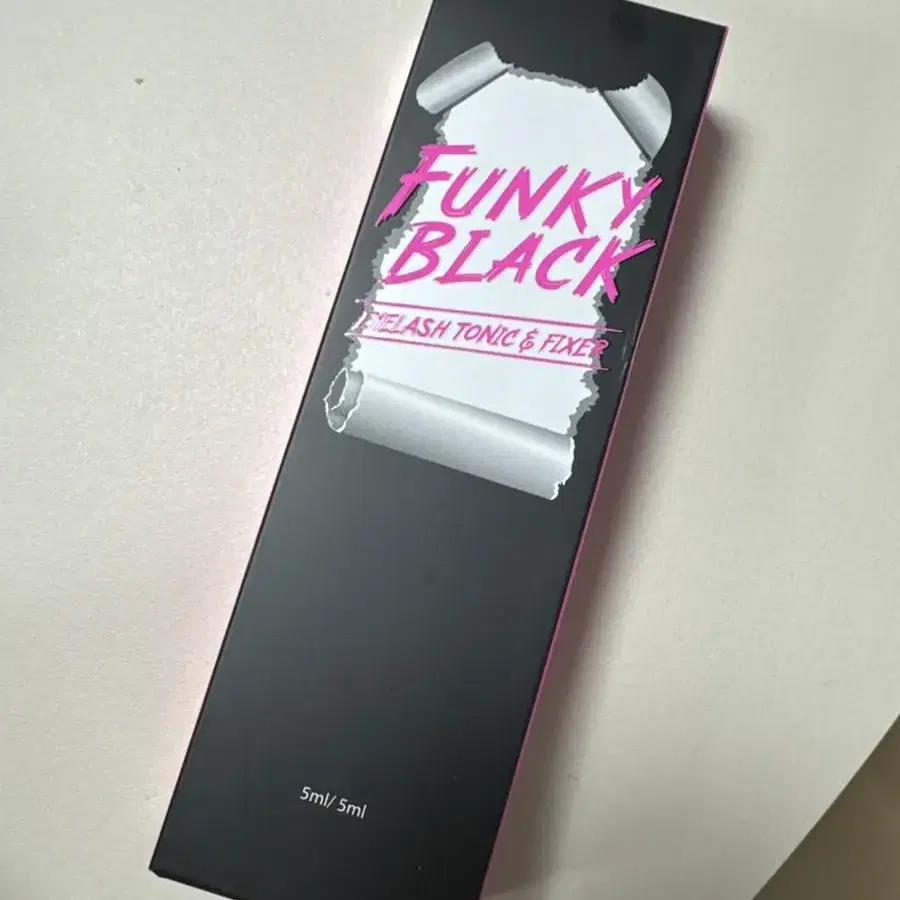 FUNKY
BLACK
EYELASH TONIC & FIXER
5ml/ 5ml